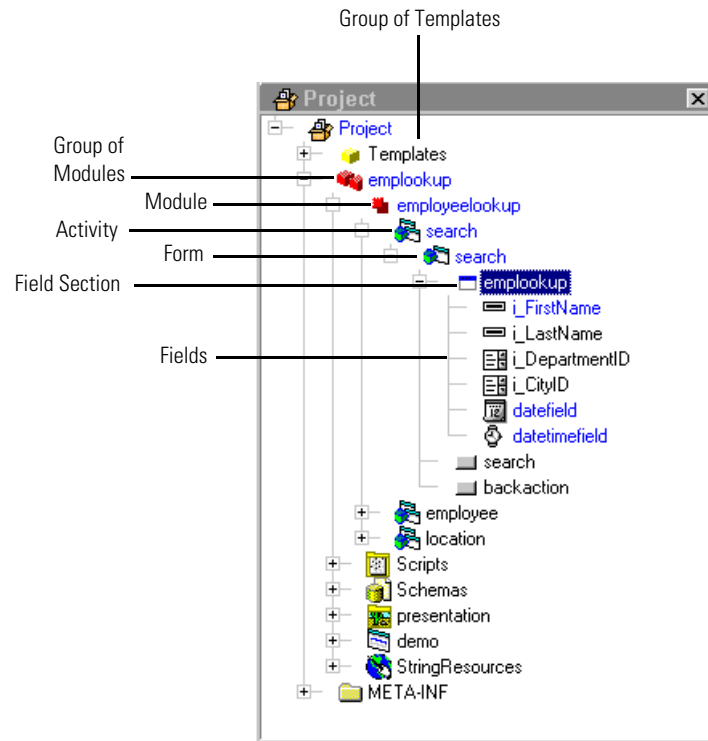 Group of Templates
Project
Project
Group of
Modules
Templates
emplookup
Module
employeelookup
Activity
search
Form
search
Field Section
emplookup
i_FirstName
i_LastName
Fields
i_DepartmentID
i_CityID
datefield
datetimefield
search
backaction
employee
location
Scripts
Schemas
presentation
demo
StringResources
META-INF